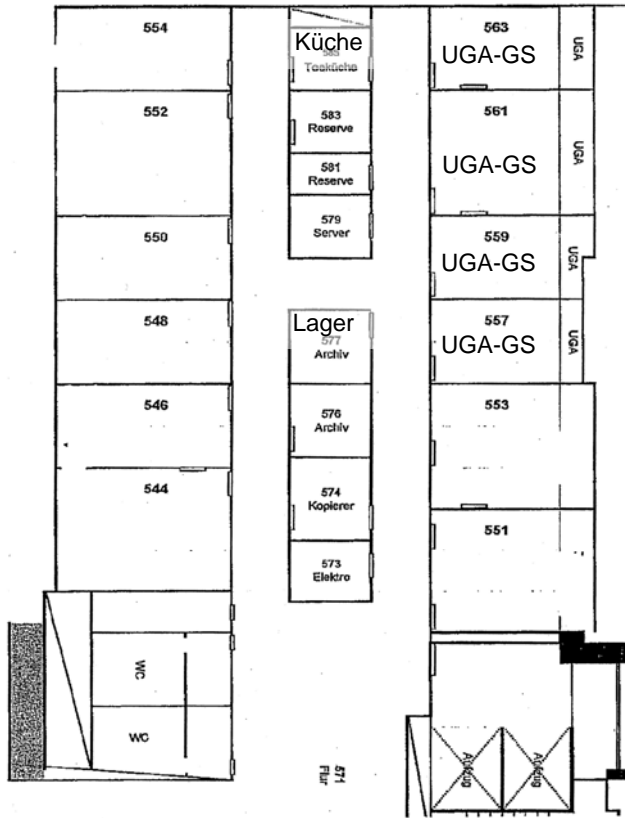 554
552
550
548
546
544
WC
WC
Küche
585
Teeküche
583
Reserve
581
Reserve
579
Server
Lager
577
Archiv
576
Archiv
574
Kopierer
573
Elektro
571
Flur
563
UGA-GS
UGA
561
UGA-GS
UGA
559
UGA-GS
UGA
557
UGA-GS
UGA
553
551
Aufzug
Aufzug